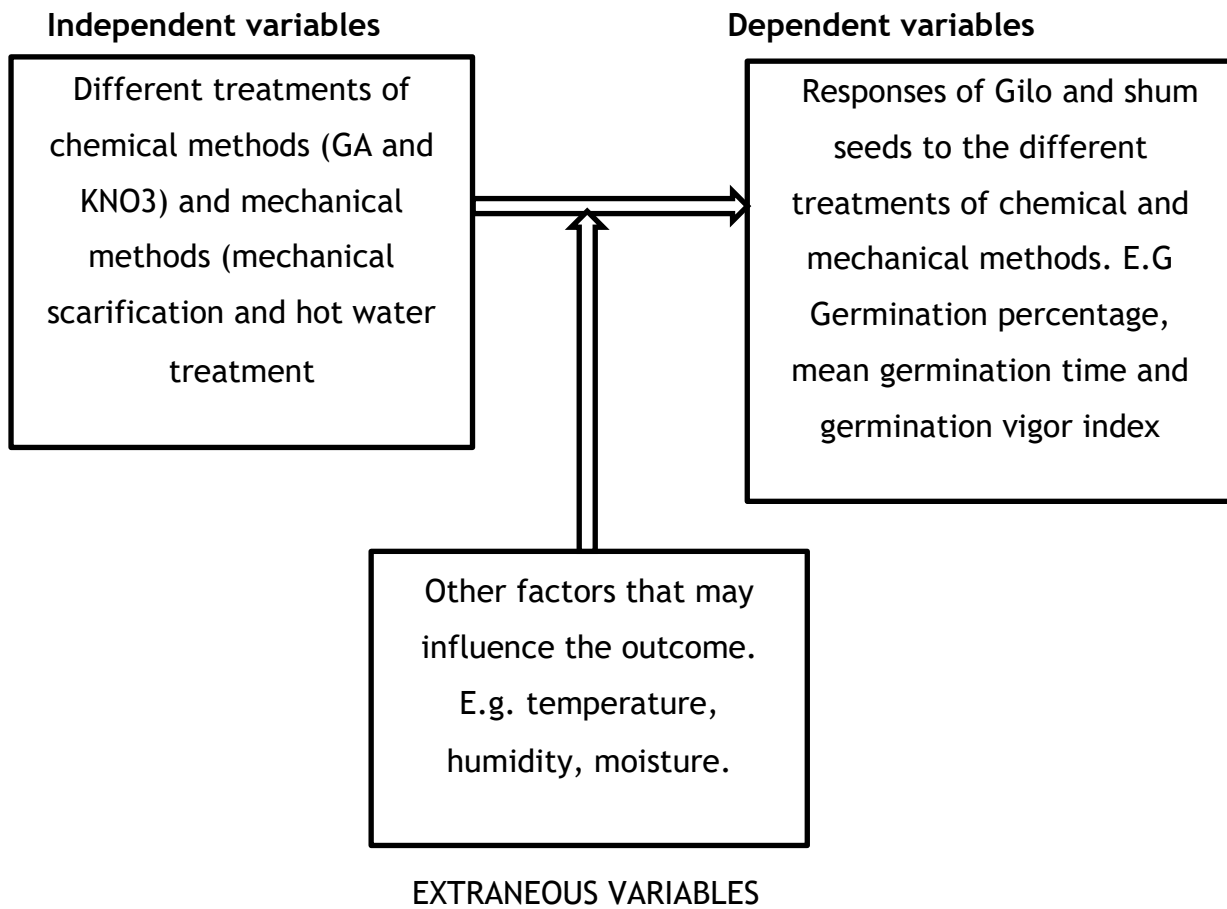 Independent variables
Different treatments of
chemical methods (GA and
KNO3) and mechanical
methods (mechanical
scarification and hot water
treatment
Dependent variables
Responses of Gilo and shum
seeds to the different
treatments of chemical and
mechanical methods. E.G
Germination percentage,
mean germination time and
germination vigor index
Other factors that may
influence the outcome.
E.g. temperature,
humidity, moisture.
EXTRANEOUS VARIABLES